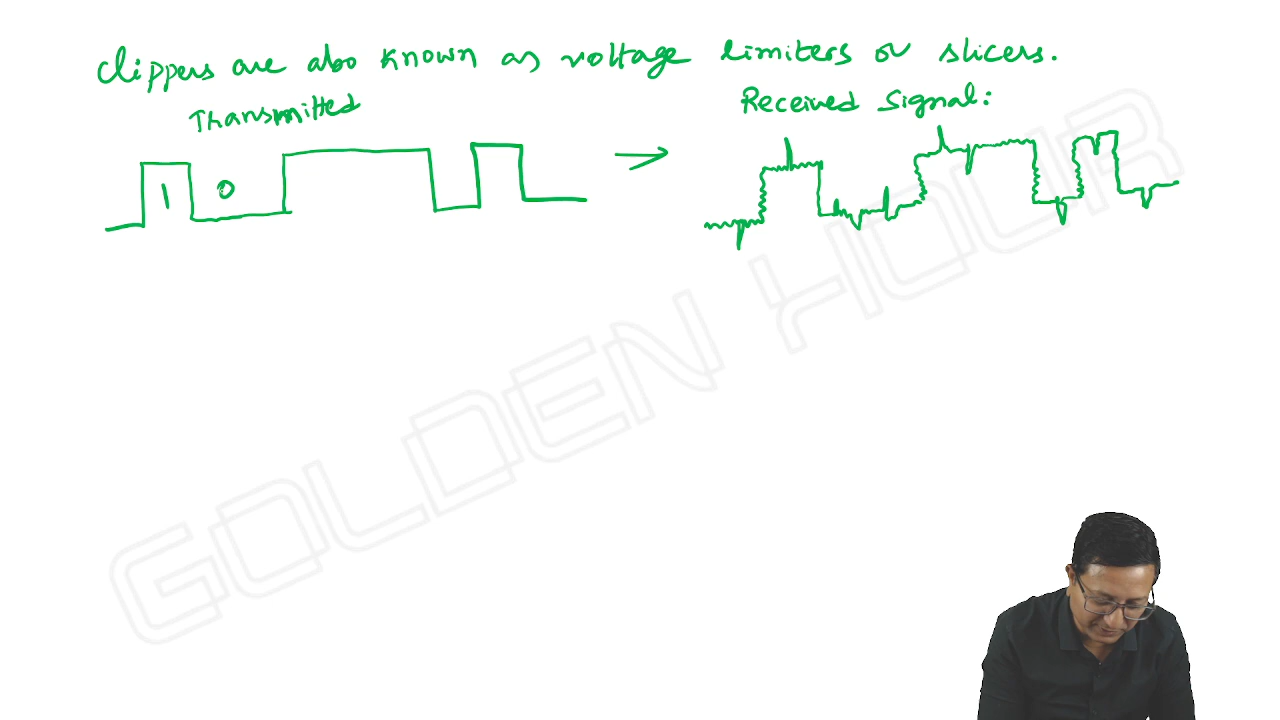 Clippers are also known as voltage limiters or slicers.
Transmitted
Received Signal:
1 0
GOLDEN HOUR